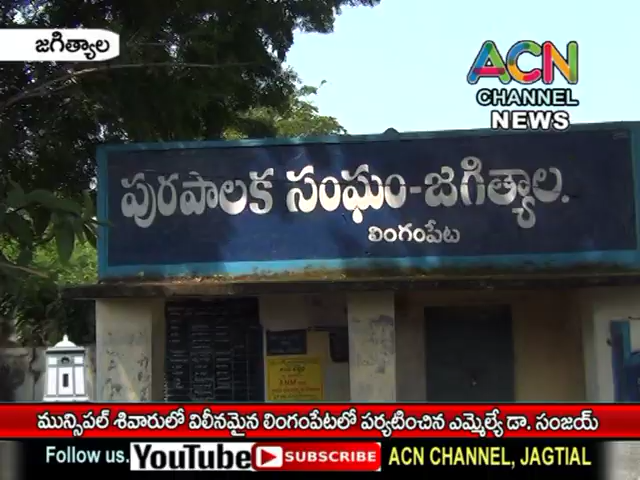 జగిత్యాల
ACN
CHANNEL
NEWS
పురపాలక సంఘం-జగిత్యాల.
లింగంపేట
మున్సిపల్ శివారులో విలీనమైన లింగంపేటలో పర్యటించిన ఎమ్మెల్యే డా. సంజయ్
Follow us. YouTube SUBSCRIBE ACN CHANNEL, JAGTIAL